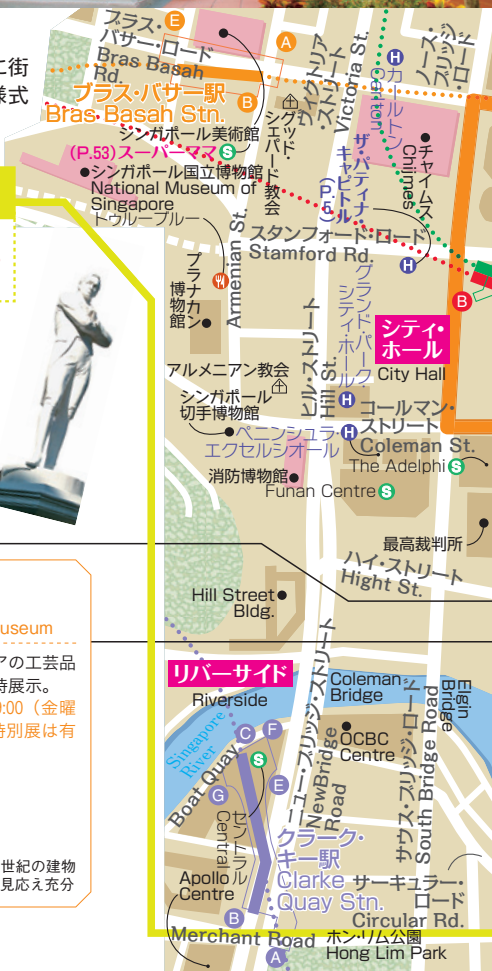 ブラス・
バサー・ロード
Bras Basah
Rd.
E
A
B
ブラス・バサー駅
Bras Basah Stn.
シンガポール美術館
(P.53)スーパーママ S
シンガポール国立博物館
National Museum of
Singapore
トゥルーブルー
グッド・
シェパード教会
ヴィクトリア・
ストリート
Victoria St.
H
カールトン
Carlton
ノース・
ブリッジ・
ロード
チャイムス
Chijmes
ザ・パティナ・
キャピトル
スタンフォード・ロード
Stamford Rd.
H
B
プラナカン
博物館
Armenian St.
グランド・パーク・
シティ・ホール
H
シティ・
ホール
City Hall
ヒル・ストリート
Hill St.
アルメニアン教会
シンガポール
切手博物館
コールマン・
ストリート
Coleman St.
ペニンシュラ・
エクセルシオール
H
The Adelphi S
消防博物館
Funan Centre S
最高裁判所
ハイ・ストリート
Hight St.
Hill Street
Bldg.
リバーサイド
Riverside
Coleman
Bridge
Elgin
Bridge
Singapore
River
Boat Quay
C
F
S
E
G
B
A
セントラル
Central
ニュー・ブリッジ・ストリート
NewBridge
Road
OCBC
Centre
サウス・ブリッジ・ロード
South Bridge Road
クラーク・
キー駅
Clarke
Quay Stn.
Apollo
Centre
サーキュラー・
ロード
Circular Rd.
Merchant Road
ホン・リム公園
Hong Lim Park
に街
様式
useum
アの工芸品
時展示。
:00（金曜
特別展は有
世紀の建物
見応え充分